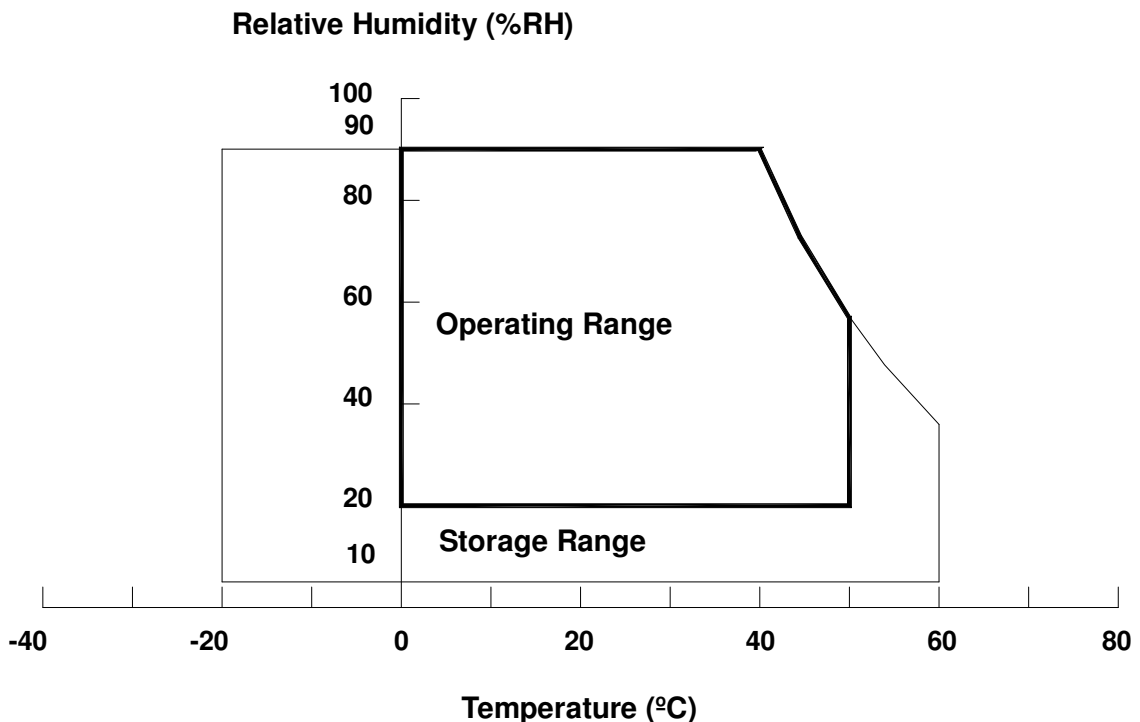 Relative Humidity (%RH)
100
90
80
60
Operating Range
40
20
Storage Range
10
-40 -20 0 20 40 60 80
Temperature (ºC)